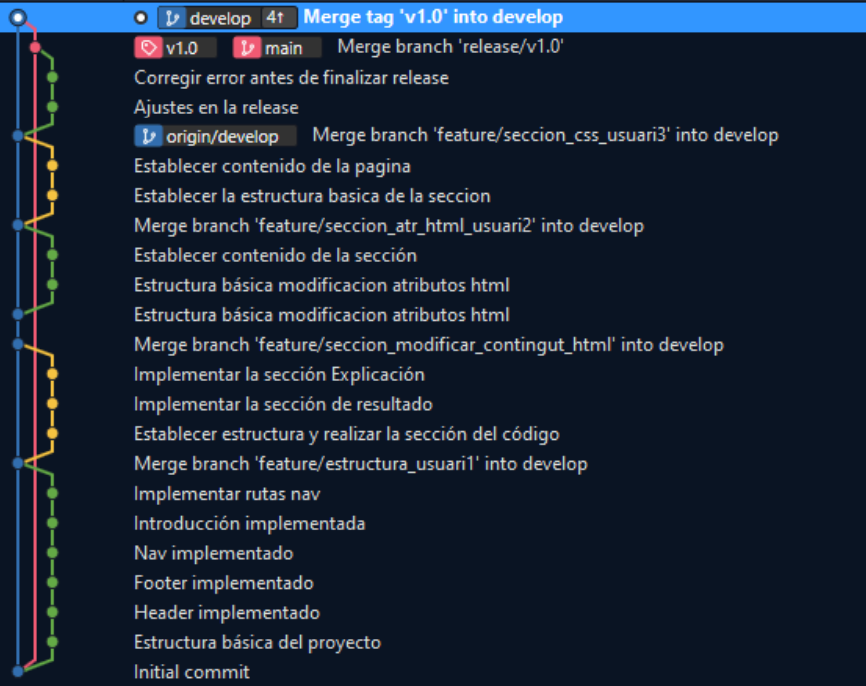 develop 4↑ Merge tag 'v1.0' into develop
v1.0 main Merge branch 'release/v1.0'
Corregir error antes de finalizar release
Ajustes en la release
origin/develop Merge branch 'feature/seccion_css_usuari3' into develop
Establecer contenido de la pagina
Establecer la estructura basica de la seccion
Merge branch 'feature/seccion_atr_html_usuari2' into develop
Establecer contenido de la sección
Estructura básica modificacion atributos html
Estructura básica modificacion atributos html
Merge branch 'feature/seccion_modificar_contingut_html' into develop
Implementar la sección Explicación
Implementar la sección de resultado
Establecer estructura y realizar la sección del código
Merge branch 'feature/estructura_usuari1' into develop
Implementar rutas nav
Introducción implementada
Nav implementado
Footer implementado
Header implementado
Estructura básica del proyecto
Initial commit